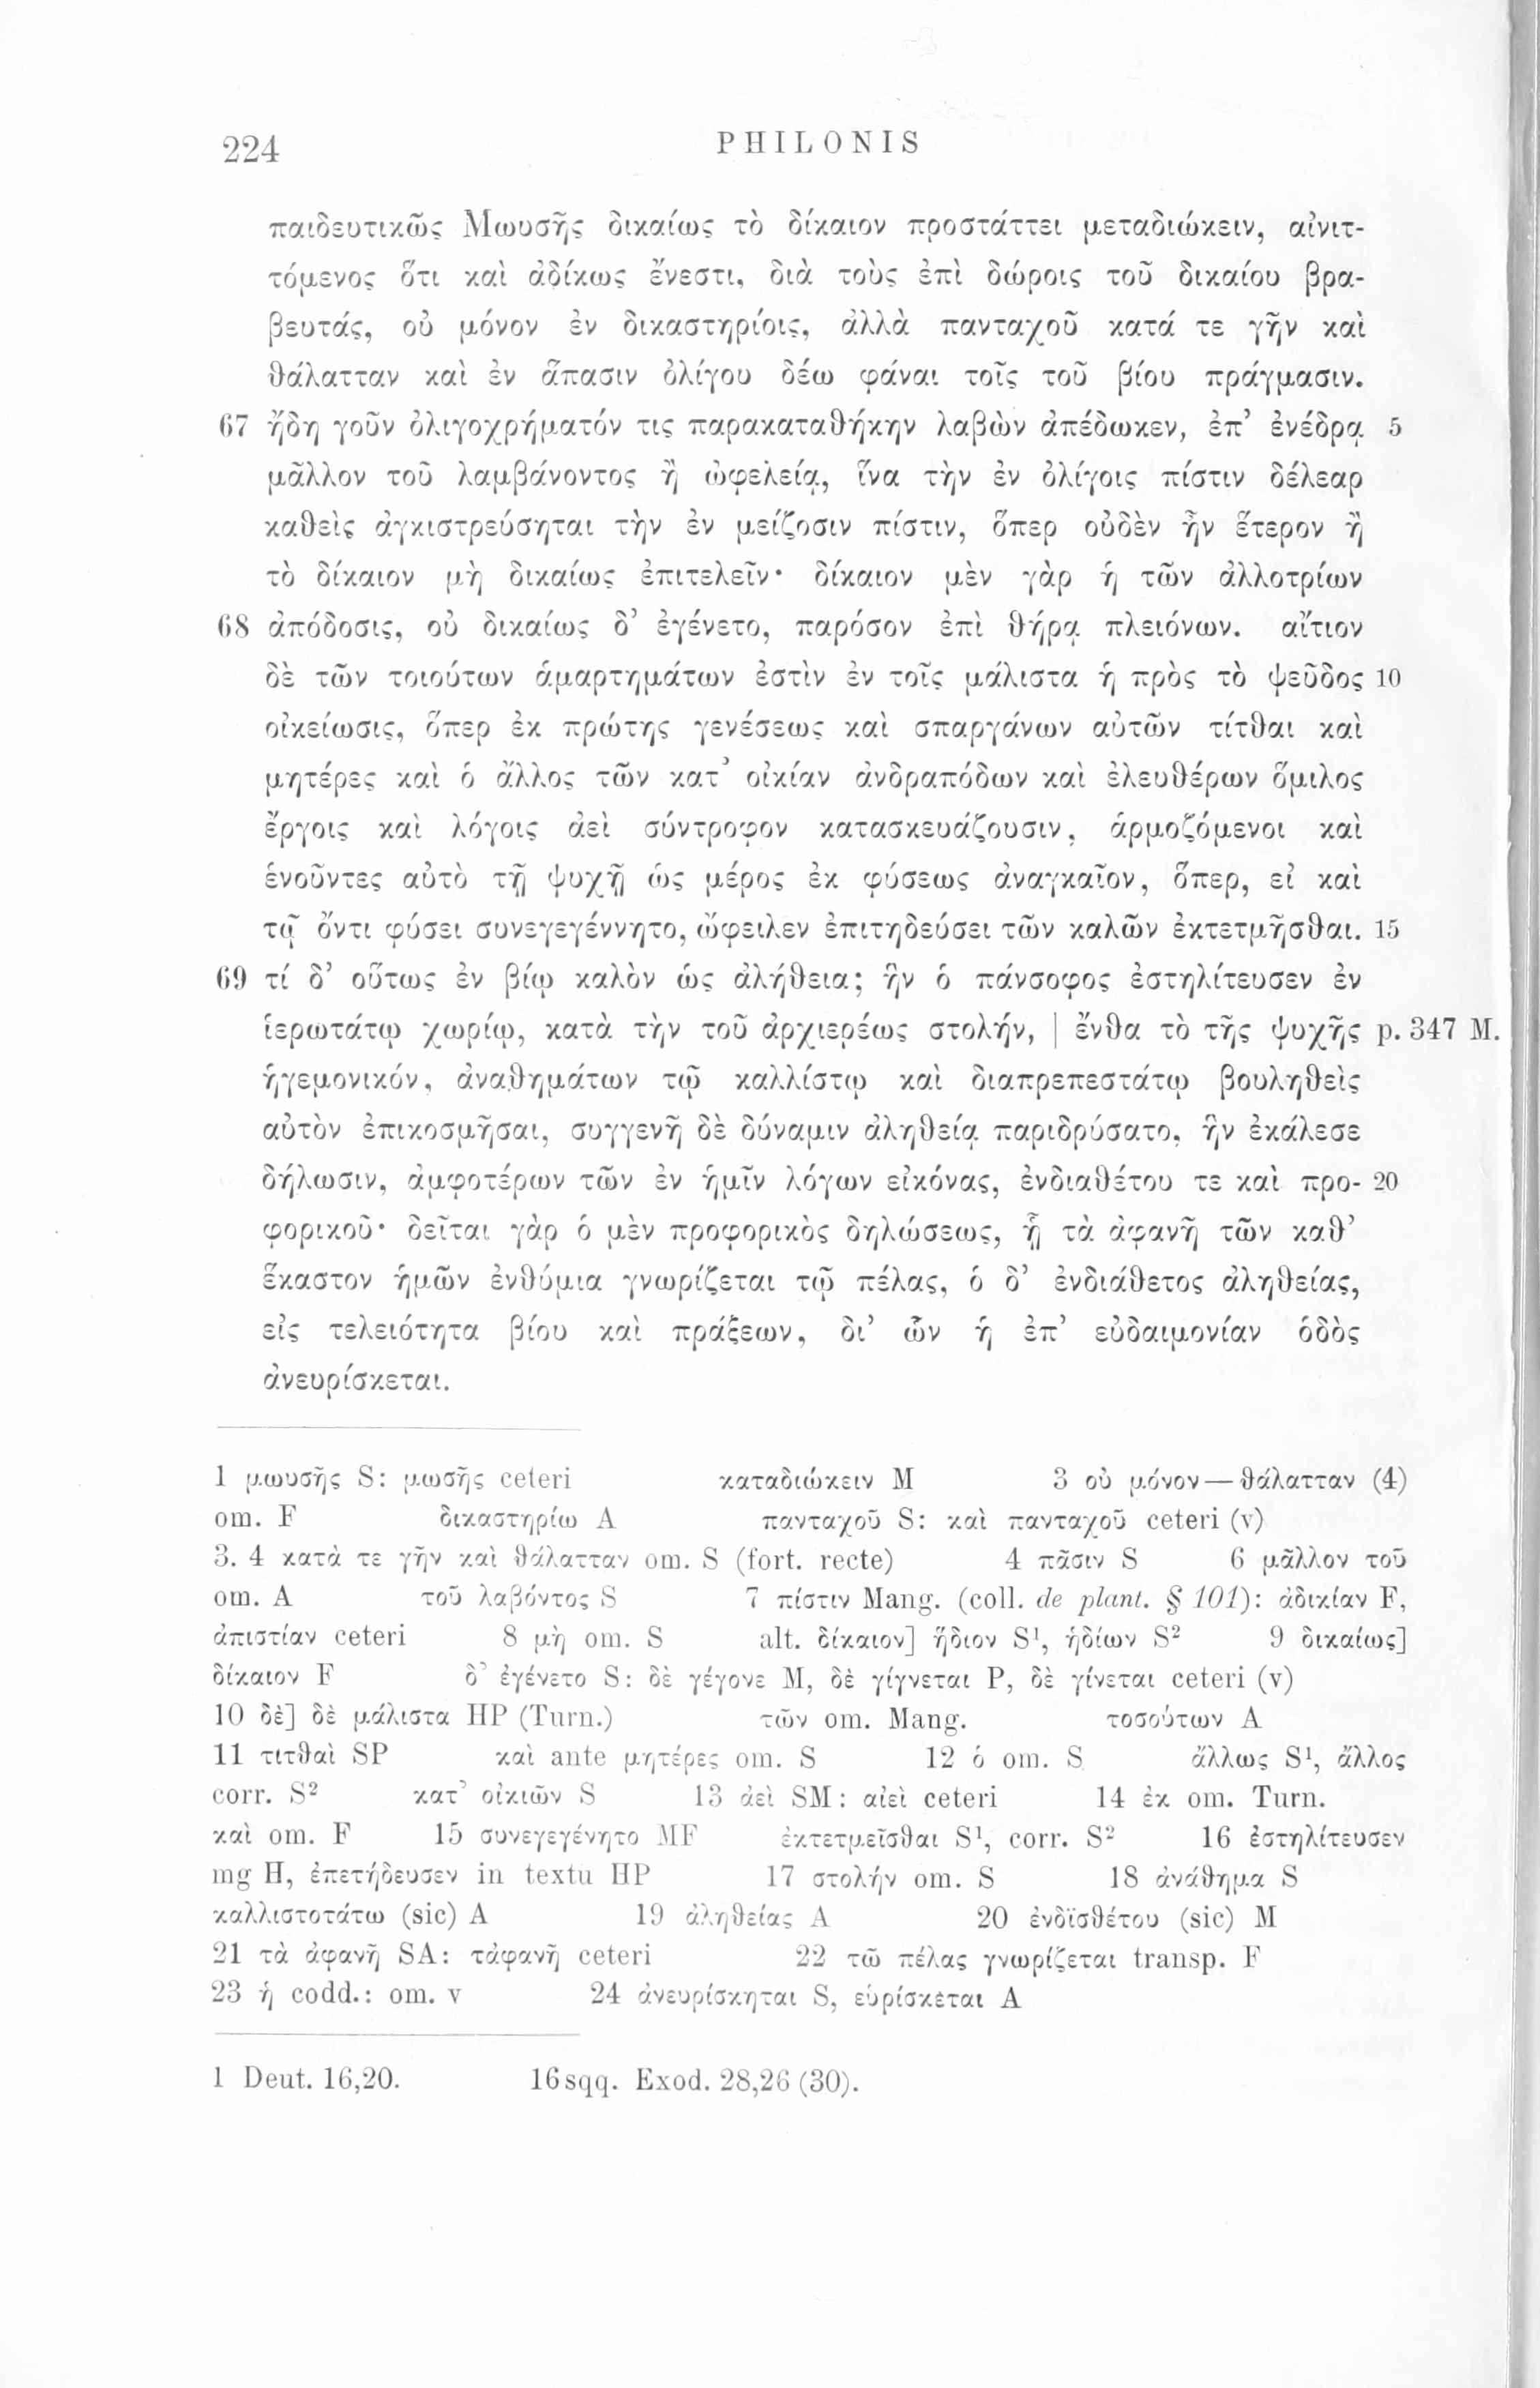 224 PHILONIS
παιδευτικῶς Μωυσῆς δικαίως τὸ δίκαιον προστάττει μεταδιώκειν, αἰνιτ-
τόμενος ὅτι καὶ ἀδίκως ἔνεστι, διὰ τοὺς ἐπὶ δώροις τοῦ δικαίου βρα-
βευτάς, οὐ μόνον ἐν δικαστηρίοις, ἀλλὰ πανταχοῦ κατά τε γῆν καὶ
θάλατταν καὶ ἐν ἅπασιν ὀλίγου δέω φάναι τοῖς τοῦ βίου πράγμασιν.
67 ἤδη γοῦν ὀλιγοχρήματόν τις παρακαταθήκην λαβὼν ἀπέδωκεν, ἐπ’ ἐνέδρᾳ 5
μᾶλλον τοῦ λαμβάνοντος ἢ ὠφελείᾳ, ἵνα τὴν ἐν ὀλίγοις πίστιν δέλεαρ
καθεὶς ἀγκιστρεύσηται τὴν ἐν μείζοσιν πίστιν, ὅπερ οὐδὲν ἦν ἕτερον ἢ
τὸ δίκαιον μὴ δικαίως ἐπιτελεῖν· δίκαιον μὲν γὰρ ἡ τῶν ἀλλοτρίων
68 ἀπόδοσις, οὐ δικαίως δ’ ἐγένετο, παρόσον ἐπὶ θήρᾳ πλειόνων. αἴτιον
δὲ τῶν τοιούτων ἁμαρτημάτων ἐστὶν ἐν τοῖς μάλιστα ἡ πρὸς τὸ ψεῦδος 10
οἰκείωσις, ὅπερ ἐκ πρώτης γενέσεως καὶ σπαργάνων αὐτῶν τίτθαι καὶ
μητέρες καὶ ὁ ἄλλος τῶν κατ’ οἰκίαν ἀνδραπόδων καὶ ἐλευθέρων ὅμιλος
ἔργοις καὶ λόγοις ἀεὶ σύντροφον κατασκευάζουσιν, ἁρμοζόμενοι καὶ
ἑνοῦντες αὐτὸ τῇ ψυχῇ ὡς μέρος ἐκ φύσεως ἀναγκαῖον, ὅπερ, εἰ καὶ
τῷ ὄντι φύσει συνεγεγέννητο, ὤφειλεν ἐπιτηδεύσει τῶν καλῶν ἐκτετμῆσθαι. 15
69 τί δ’ οὕτως ἐν βίῳ καλὸν ὡς ἀλήθεια; ἣν ὁ πάνσοφος ἐστηλίτευσεν ἐν
ἱερωτάτῳ χωρίῳ, κατὰ τὴν τοῦ ἀρχιερέως στολήν, | ἔνθα τὸ τῆς ψυχῆς p. 347 M.
ἡγεμονικόν, ἀναθημάτων τῷ καλλίστῳ καὶ διαπρεπεστάτῳ βουληθεὶς
αὐτὸν ἐπικοσμῆσαι, συγγενῆ δὲ δύναμιν ἀληθείᾳ παριδρύσατο, ἣν ἐκάλεσε
δήλωσιν, ἀμφοτέρων τῶν ἐν ἡμῖν λόγων εἰκόνας, ἐνδιαθέτου τε καὶ προ- 20
φορικοῦ· δεῖται γὰρ ὁ μὲν προφορικὸς δηλώσεως, ᾗ τὰ ἀφανῆ τῶν καθ’
ἕκαστον ἡμῶν ἐνθύμια γνωρίζεται τῷ πέλας, ὁ δ’ ἐνδιάθετος ἀληθείας,
εἰς τελειότητα βίου καὶ πράξεων, δι’ ὧν ἡ ἐπ’ εὐδαιμονίαν ὁδὸς
ἀνευρίσκεται.
1 μωυσῆς S: μωσῆς ceteri καταδιώκειν M 3 οὐ μόνον — θάλατταν (4)
om. F δικαστηρίω A πανταχοῦ S: καὶ πανταχοῦ ceteri (v)
3. 4 κατὰ τε γῆν καὶ θάλατταν om. S (fort. recte) 4 πᾶσιν S 6 μᾶλλον τοῦ
om. A τοῦ λαβόντος S 7 πίστιν Mang. (coll. de plant. § 101): ἀδικίαν F,
ἀπιστίαν ceteri 8 μὴ om. S alt. δίκαιον] ἥδιον S¹, ἡδίων S² 9 δικαίως]
δίκαιον F δ’ ἐγένετο S: δὲ γέγονε M, δὲ γίγνεται P, δὲ γίνεται ceteri (v)
10 δὲ] δὲ μάλιστα HP (Turn.) τῶν om. Mang. τοσούτων A
11 τιτθαὶ SP καὶ ante μητέρες om. S 12 ὁ om. S ἄλλως S¹, ἄλλος
corr. S² κατ’ οἰκιῶν S 13 ἀεὶ SM: αἰεὶ ceteri 14 ἐκ om. Turn.
καὶ om. F 15 συνεγεγένητο MF ἐκτετμεῖσθαι S¹, corr. S² 16 ἐστηλίτευσεν
mg H, ἐπετήδευσεν in textu HP 17 στολήν om. S 18 ἀνάθημα S
καλλιστοτάτω (sic) A 19 ἀληθείας A 20 ἐνδϊσθέτου (sic) M
21 τὰ ἀφανῆ SA: τἀφανῆ ceteri 22 τῶ πέλας γνωρίζεται transp. F
23 ἡ codd.: om. v 24 ἀνευρίσκηται S, εὑρίσκεται A
1 Deut. 16,20. 16 sqq. Exod. 28,26 (30).